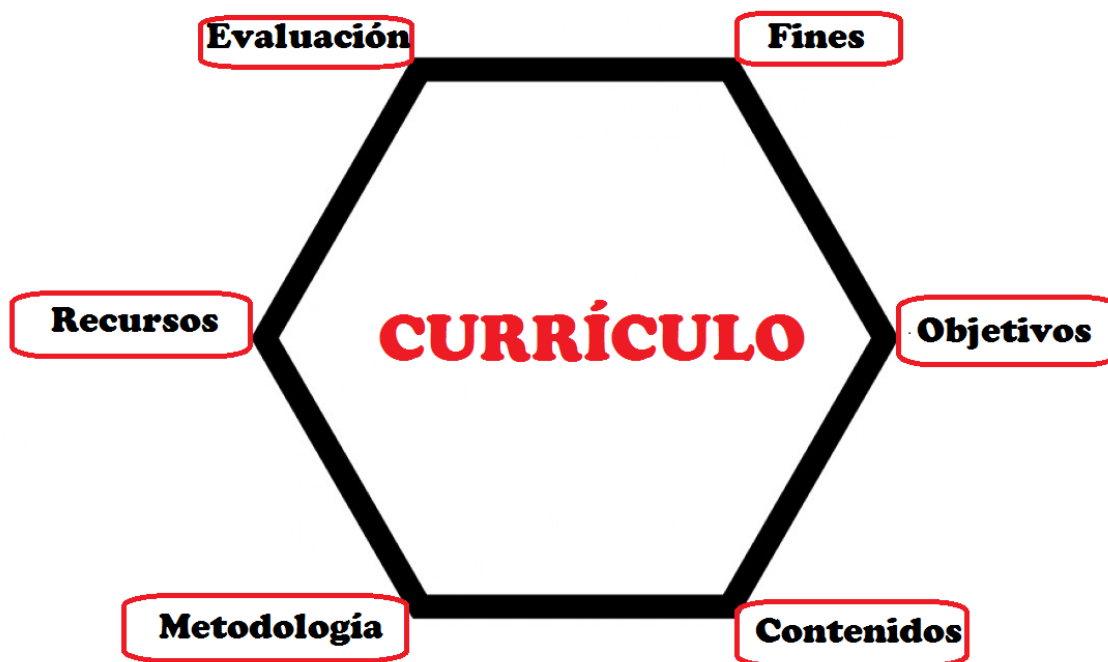 Evaluación
Fines
Recursos
CURRÍCULO
Objetivos
Metodología
Contenidos